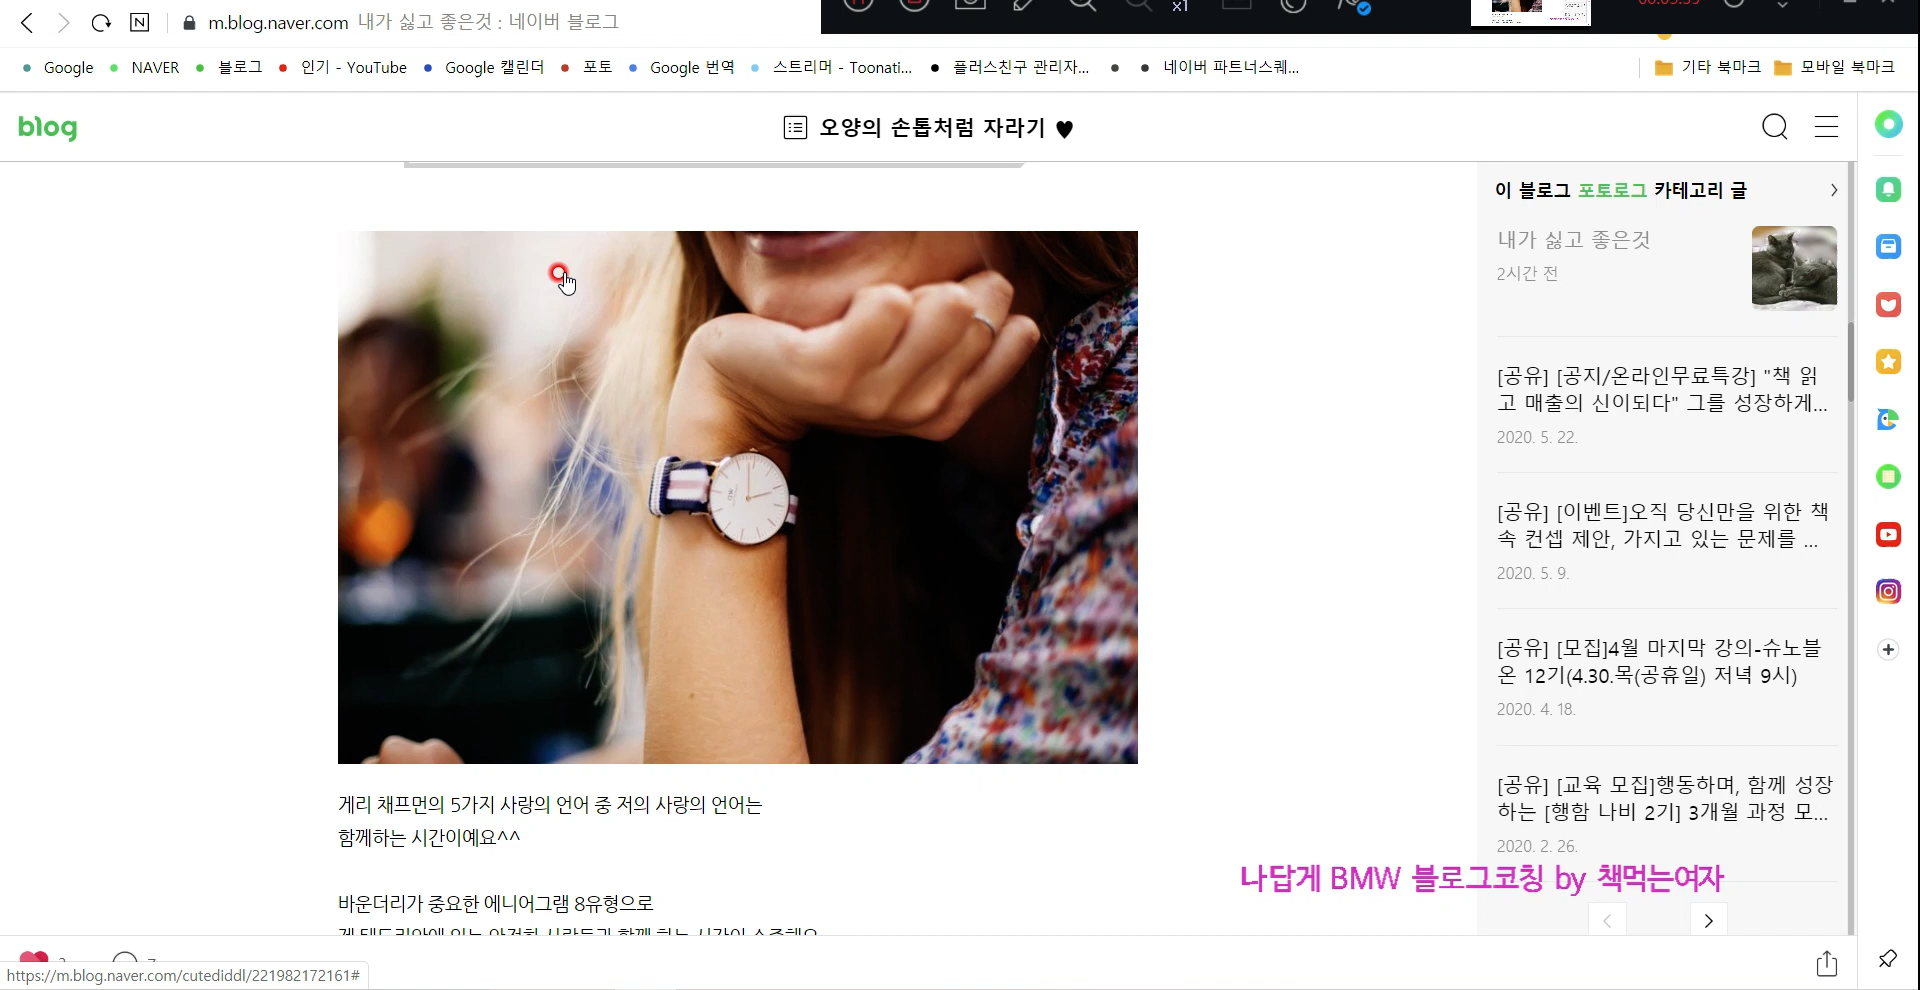 m.blog.naver.com 내가 싫고 좋은것 : 네이버 블로그
x1
Google NAVER 블로그 인기 - YouTube Google 캘린더 포토 Google 번역 스트리머 - Toonati... 플러스친구 관리자... 네이버 파트너스퀘... 기타 북마크 모바일 북마크
blog
오양의 손톱처럼 자라기 ♥
이 블로그 포토로그 카테고리 글
내가 싫고 좋은것
2시간 전
[공유] [공지/온라인무료특강] "책 읽
고 매출의 신이되다" 그를 성장하게...
2020. 5. 22.
[공유] [이벤트]오직 당신만을 위한 책
속 컨셉 제안, 가지고 있는 문제를 ...
2020. 5. 9.
[공유] [모집]4월 마지막 강의-슈노블
온 12기(4.30.목(공휴일) 저녁 9시)
2020. 4. 18.
[공유] [교육 모집]행동하며, 함께 성장
하는 [행함 나비 2기] 3개월 과정 모...
2020. 2. 26.
게리 채프먼의 5가지 사랑의 언어 중 저의 사랑의 언어는
함께하는 시간이예요^^
바운더리가 중요한 에니어그램 8유형으로
나답게 BMW 블로그코칭 by 책먹는여자
https://m.blog.naver.com/cutediddl/221982172161#